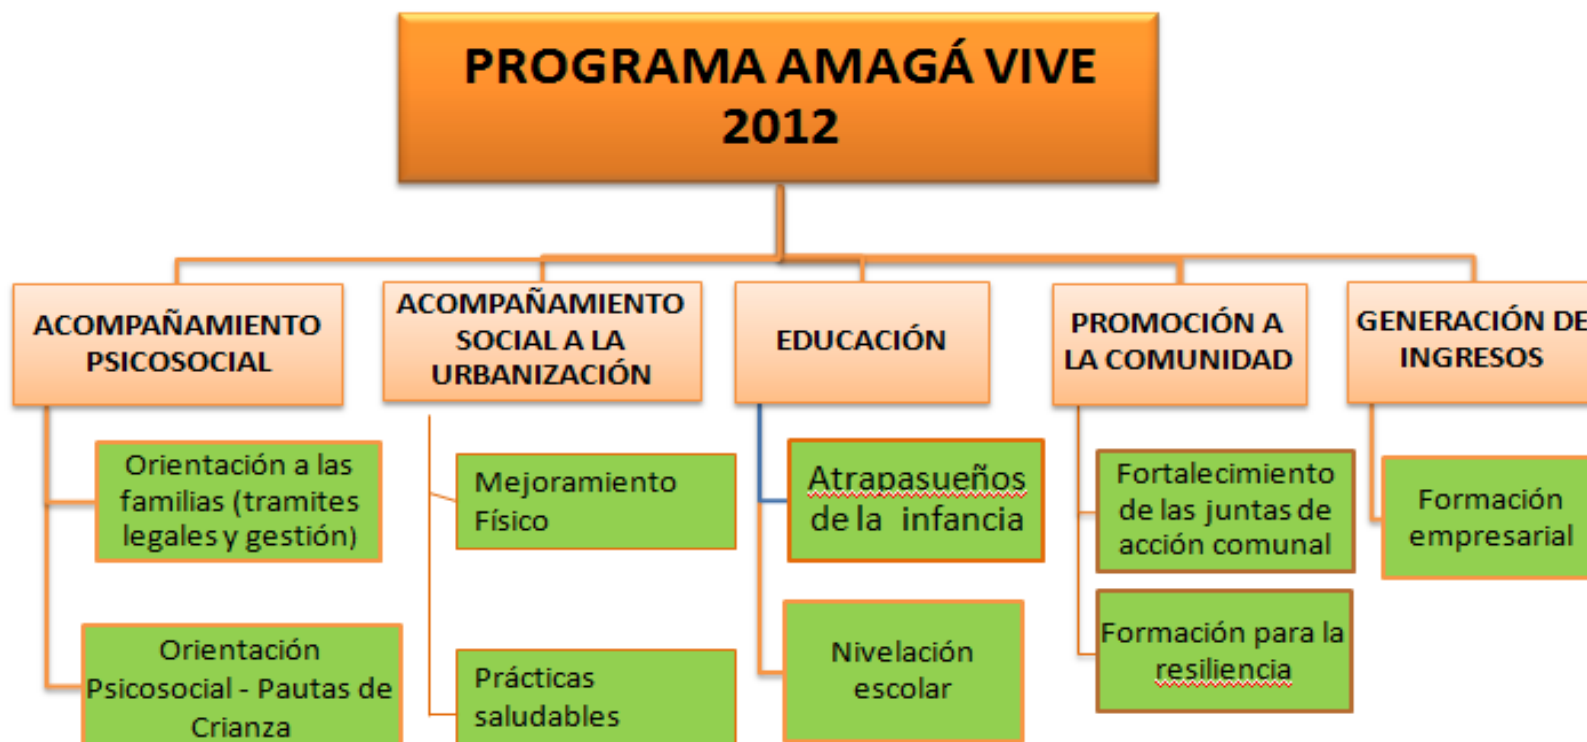 PROGRAMA AMAGÁ VIVE
2012
ACOMPAÑAMIENTO
PSICOSOCIAL
ACOMPAÑAMIENTO
SOCIAL A LA
URBANIZACIÓN
EDUCACIÓN
PROMOCIÓN A
LA COMUNIDAD
GENERACIÓN DE
INGRESOS
Orientación a las
familias (tramites
legales y gestión)
Orientación
Psicosocial - Pautas de
Crianza
Mejoramiento
Físico
Prácticas
saludables
Atrapasueños
de la infancia
Nivelación
escolar
Fortalecimiento
de las juntas de
acción comunal
Formación para la
resiliencia
Formación
empresarial